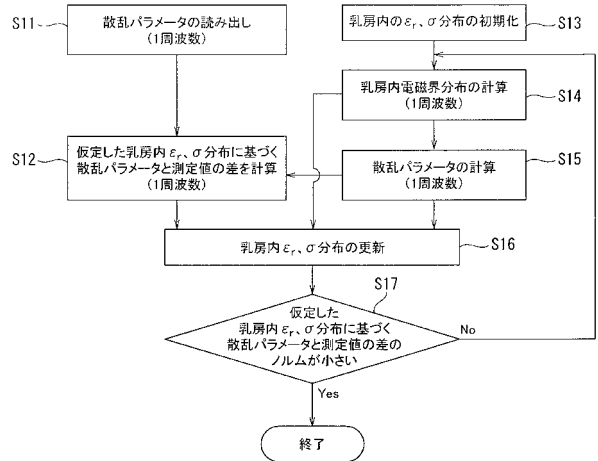 S11
散乱パラメータの読み出し
(1周波数)
乳房内のεr、σ分布の初期化
S13
乳房内電磁界分布の計算
(1周波数)
S14
S12
仮定した乳房内εr、σ分布に基づく
散乱パラメータと測定値の差を計算
(1周波数)
散乱パラメータの計算
(1周波数)
S15
乳房内εr、σ分布の更新
S16
S17
仮定した
乳房内εr、σ分布に基づく
散乱パラメータと測定値の差の
ノルムが小さい
No
Yes
終了